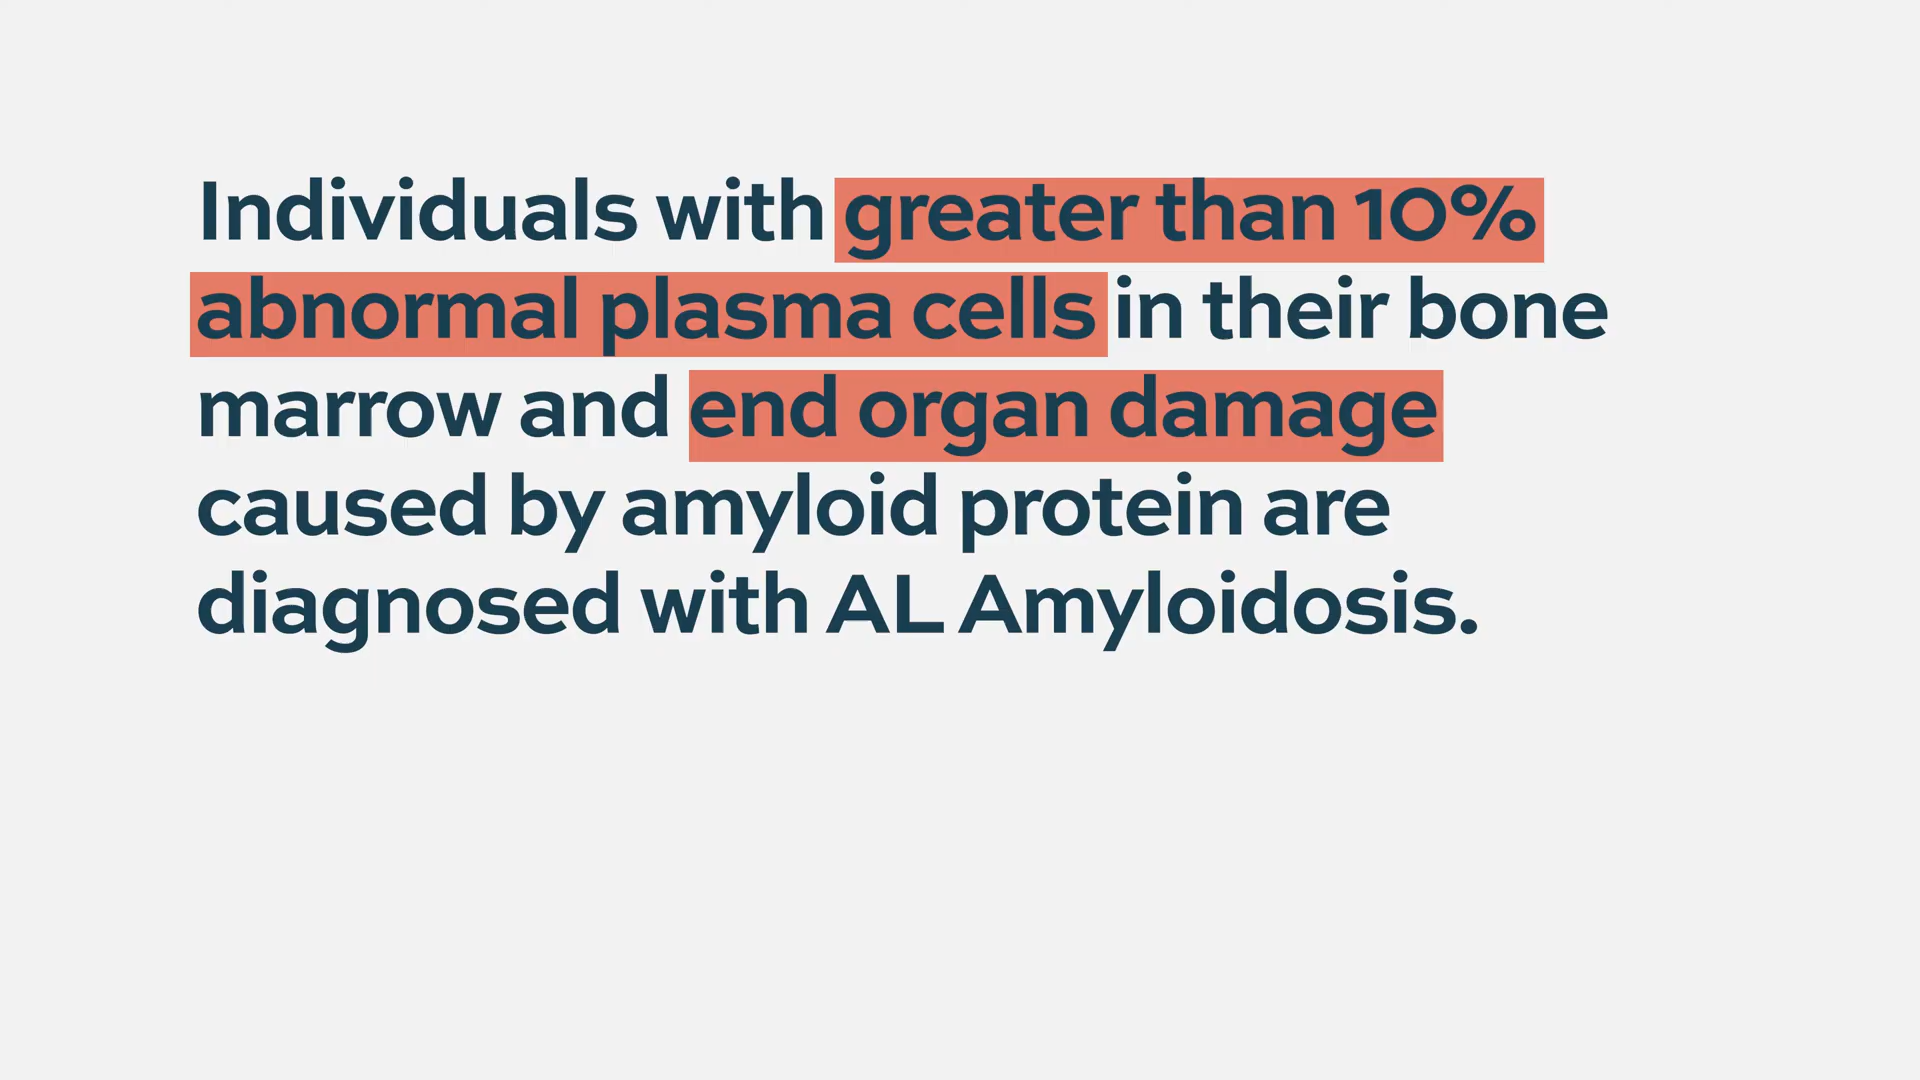 Individuals with greater than 10%
abnormal plasma cells in their bone
marrow and end organ damage
caused by amyloid protein are
diagnosed with AL Amyloidosis.